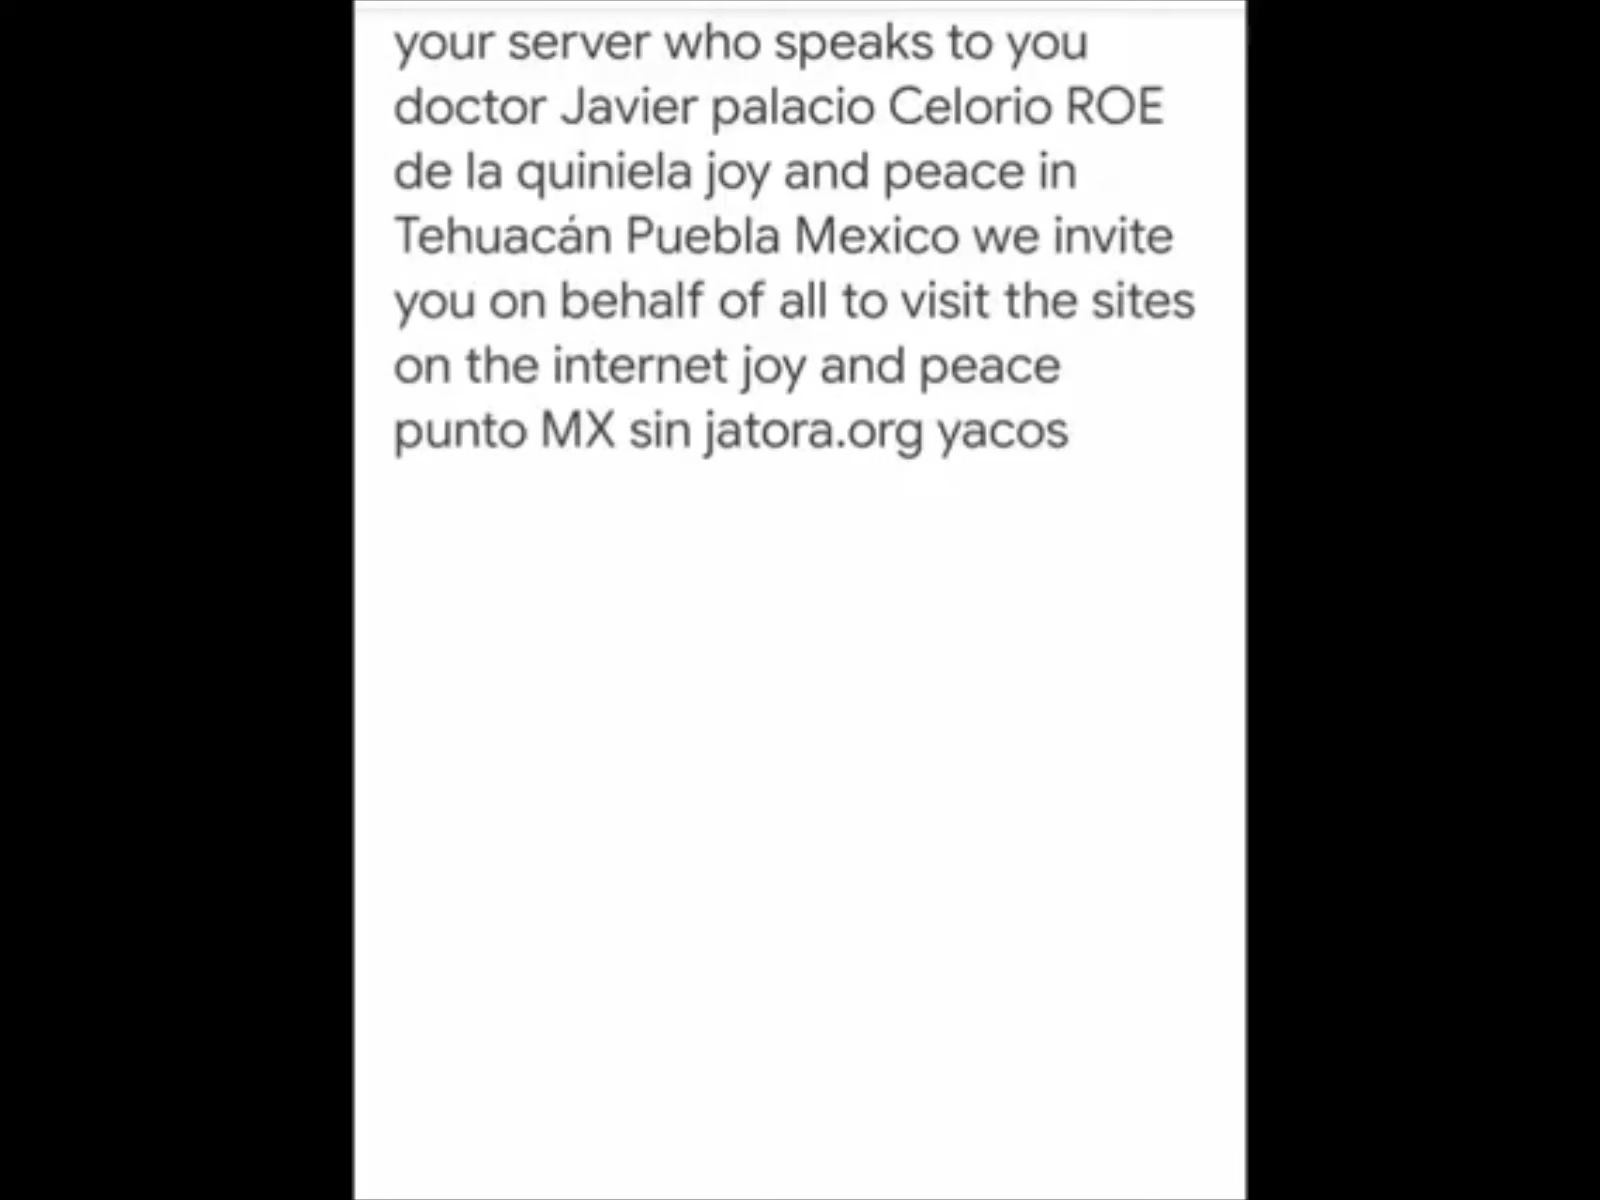 your server who speaks to you
doctor Javier palacio Celorio ROE
de la quiniela joy and peace in
Tehuacán Puebla Mexico we invite
you on behalf of all to visit the sites
on the internet joy and peace
punto MX sin jatora.org yacos